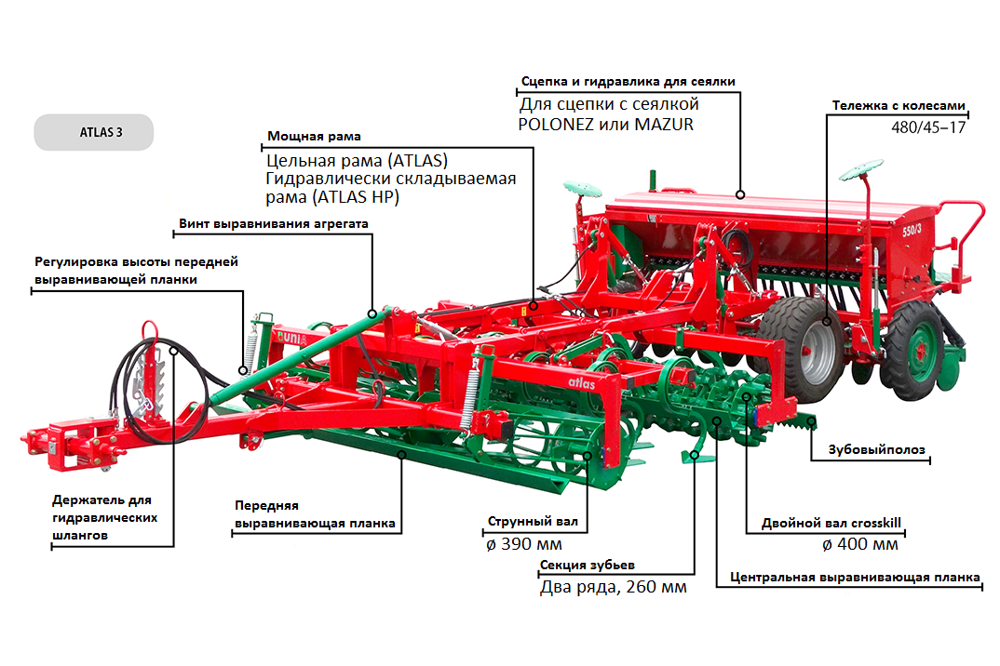 Сцепка и гидравлика для сеялки
Для сцепки с сеялкой
POLONEZ или MAZUR
Тележка с колесами
480/45–17
ATLAS 3
Мощная рама
Цельная рама (ATLAS)
Гидравлически складываемая
рама (ATLAS HP)
Винт выравнивания агрегата
550/3
Регулировка высоты передней
выравнивающей планки
UNIA
atlas
Зубовыйполоз
Держатель для
гидравлических
шлангов
Передняя
выравнивающая планка
Струнный вал
ø 390 мм
Двойной вал crosskill
ø 400 мм
Секция зубьев
Два ряда, 260 мм
Центральная выравнивающая планка